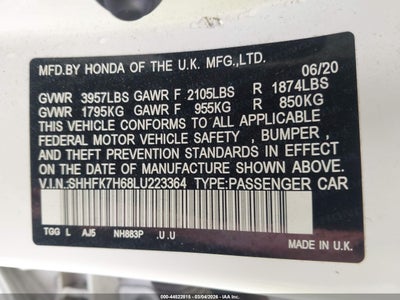 MFD.BY HONDA OF THE U.K. MFG.,LTD.
06/20
GVWR 3957LBS GAWR F 2105LBS R 1874LBS
GVWR 1795KG GAWR F 955KG R 850KG
THIS VEHICLE CONFORMS TO ALL APPLICABLE
FEDERAL MOTOR VEHICLE SAFETY , BUMPER ,
AND THEFT PREVENTION STANDARDS IN EFFECT
ON THE DATE OF MANUFACTURE SHOWN ABOVE.
V.I.N.:SHHFK7H68LU223364 TYPE:PASSENGER CAR
TGG L AJ5 NH883P .U .U
MADE IN U.K.
000-44522615 - 03/04/2026 - IAA Inc.